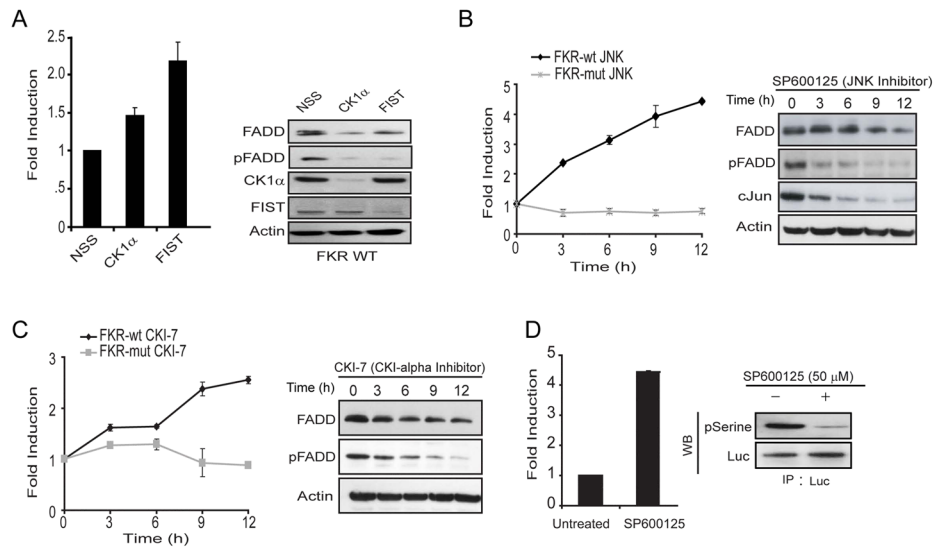 A
2.5
2.0
1.5
1
.5
0
Fold Induction
NSS
CK1α
FIST
NSS
CK1α
FIST
FADD
pFADD
CK1α
FIST
Actin
FKR WT
B
FKR-wt JNK
FKR-mut JNK
5
4
3
2
1
0
Fold Induction
0 3 6 9 12
Time (h)
SP600125 (JNK Inhibitor)
Time (h) 0 3 6 9 12
FADD
pFADD
cJun
Actin
C
FKR-wt CKI-7
FKR-mut CKI-7
3
2
1
0
Fold Induction
0 3 6 9 12
Time (h)
CKI-7 (CKI-alpha Inhibitor)
Time (h) 0 3 6 9 12
FADD
pFADD
Actin
D
5
4
3
2
1
0
Fold Induction
Untreated SP600125
SP600125 (50 µM)
− +
WB
pSerine
Luc
IP : Luc